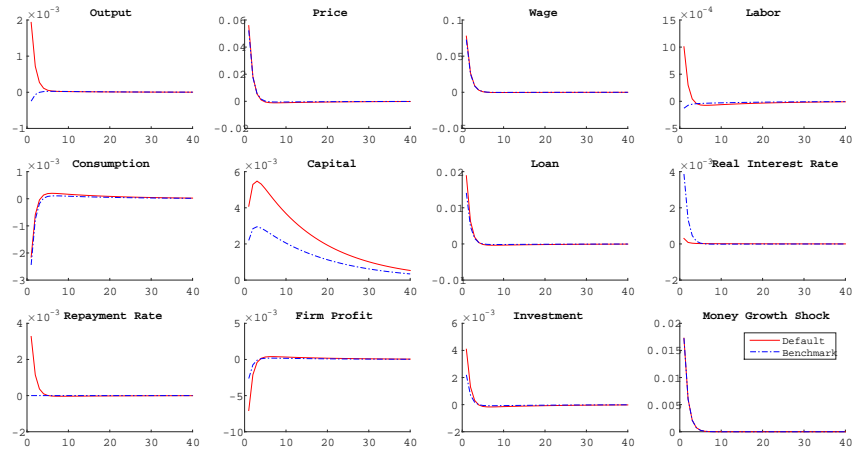 Output
×10⁻³
2
1
0
-1
0 10 20 30 40
Price
0.06
0.04
0.02
0
-0.02
0 10 20 30 40
Wage
0.1
0.05
0
-0.05
0 10 20 30 40
Labor
×10⁻⁴
15
10
5
0
-5
0 10 20 30 40
Consumption
×10⁻³
1
0
-1
-2
-3
0 10 20 30 40
Capital
×10⁻³
6
4
2
0
0 10 20 30 40
Loan
0.02
0.01
0
-0.01
0 10 20 30 40
Real Interest Rate
×10⁻³
4
2
0
-2
0 10 20 30 40
Repayment Rate
×10⁻³
4
2
0
-2
0 10 20 30 40
Firm Profit
×10⁻³
5
0
-5
-10
0 10 20 30 40
Investment
×10⁻³
6
4
2
0
-2
0 10 20 30 40
Money Growth Shock
0.02
0.015
0.01
0.005
0
0 10 20 30 40
Default
Benchmark